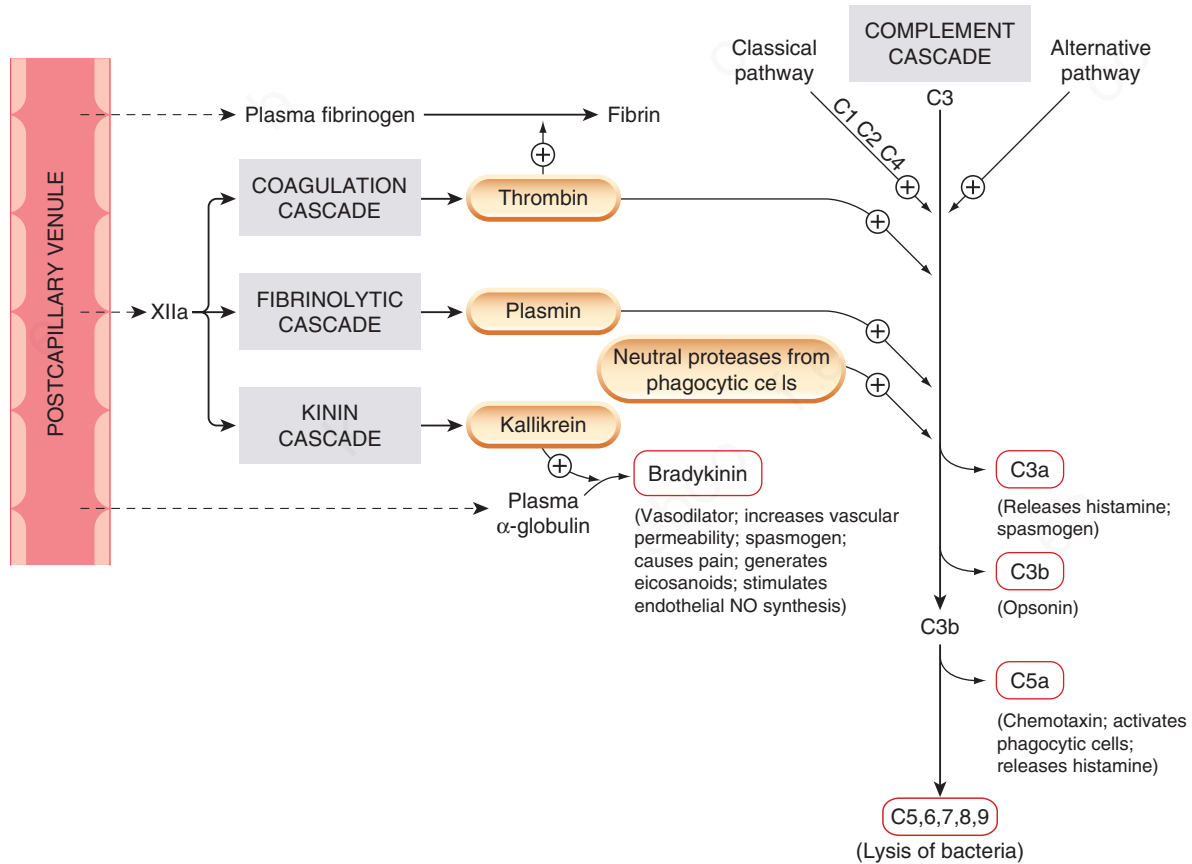 COMPLEMENT
CASCADE
Classical
pathway
Alternative
pathway
C3
C1 C2 C4
+
+
POSTCAPILLARY VENULE
Plasma fibrinogen
Fibrin
+
COAGULATION
CASCADE
Thrombin
+
XIIa
FIBRINOLYTIC
CASCADE
Plasmin
+
Neutral proteases from
phagocytic ce ls
+
KININ
CASCADE
Kallikrein
+
Bradykinin
Plasma
α-globulin
(Vasodilator; increases vascular
permeability; spasmogen;
causes pain; generates
eicosanoids; stimulates
endothelial NO synthesis)
C3a
(Releases histamine;
spasmogen)
C3b
(Opsonin)
C3b
C5a
(Chemotaxin; activates
phagocytic cells;
releases histamine)
C5,6,7,8,9
(Lysis of bacteria)